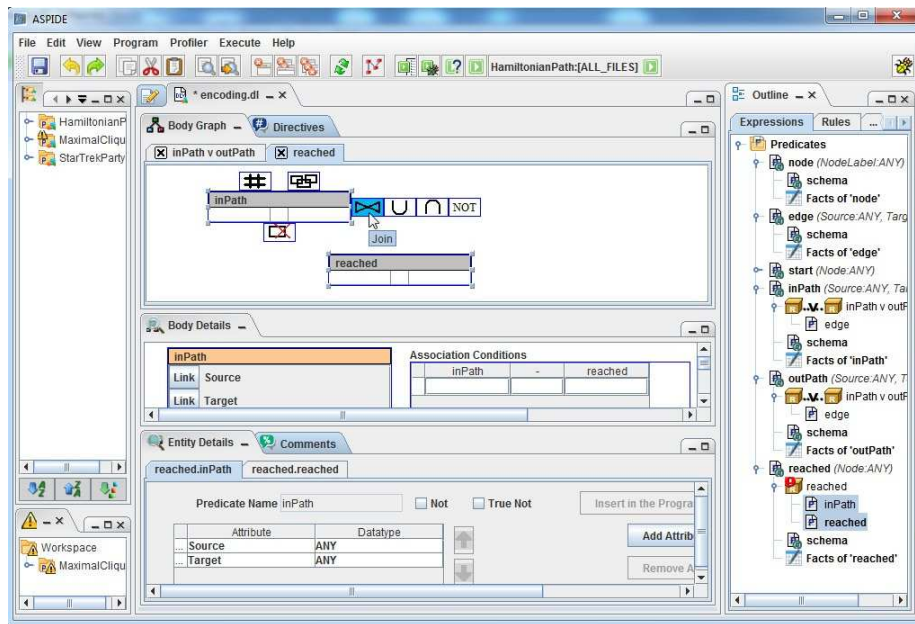 ASPIDE
File Edit View Program Profiler Execute Help
HamiltonianPath:[ALL_FILES]
HamiltonianP
MaximalCliqu
StarTrekParty
* encoding.dl
Body Graph
Directives
inPath v outPath
reached
inPath
NOT
Join
reached
Body Details
inPath
Link Source
Link Target
Association Conditions
inPath - reached
Entity Details
Comments
reached.inPath
reached.reached
Predicate Name inPath
Not
True Not
Insert in the Progra
Attribute Datatype
... Source ANY
... Target ANY
Add Attrib
Remove A
Workspace
MaximalCliqu
Outline
Expressions
Rules
...
Predicates
node (NodeLabel:ANY)
schema
Facts of 'node'
edge (Source:ANY, Targ
schema
Facts of 'edge'
start (Node:ANY)
inPath (Source:ANY, Ta
..v.. inPath v outF
edge
schema
Facts of 'inPath'
outPath (Source:ANY, T
..v.. inPath v outF
edge
schema
Facts of 'outPath'
reached (Node:ANY)
reached
inPath
reached
schema
Facts of 'reached'